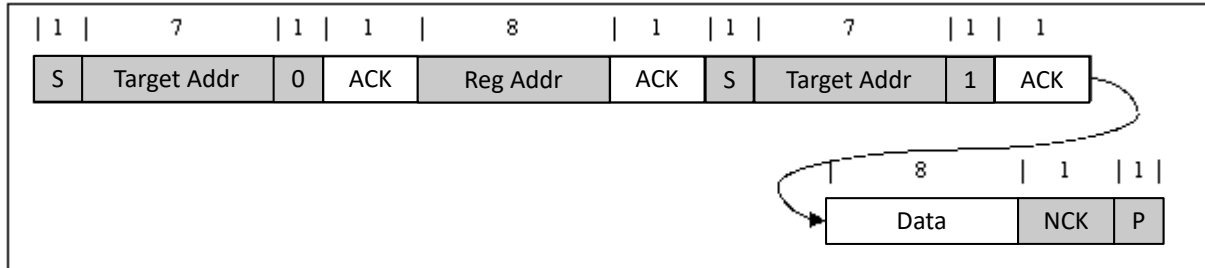 | 1 | 7 | 1 | 1 | 8 | 1 | 1 | 7 | 1 | 1
S Target Addr 0 ACK Reg Addr ACK S Target Addr 1 ACK
| 8 | 1 | 1 |
Data NCK P